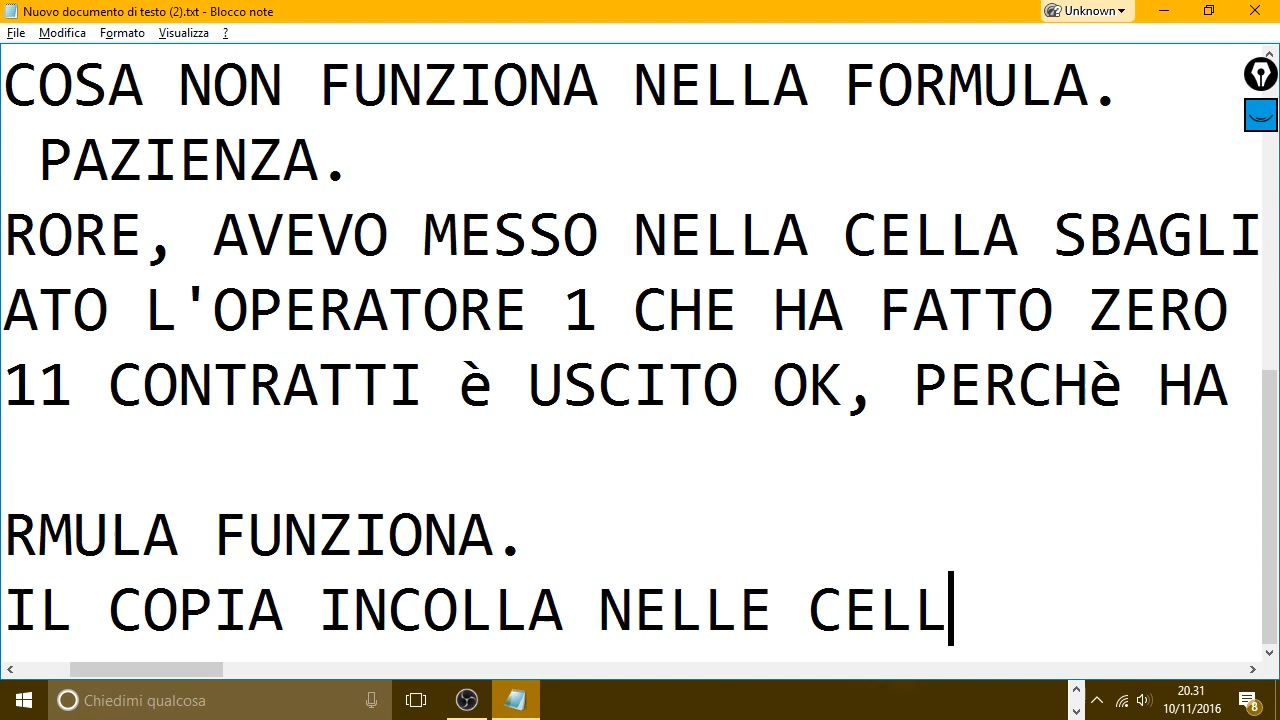 Nuovo documento di testo (2).txt - Blocco note
Unknown
File Modifica Formato Visualizza ?
COSA NON FUNZIONA NELLA FORMULA.
PAZIENZA.
RORE, AVEVO MESSO NELLA CELLA SBAGLI
ATO L'OPERATORE 1 CHE HA FATTO ZERO
11 CONTRATTI è USCITO OK, PERCHè HA
RMULA FUNZIONA.
IL COPIA INCOLLA NELLE CELL
Chiedimi qualcosa
20.31
10/11/2016
8